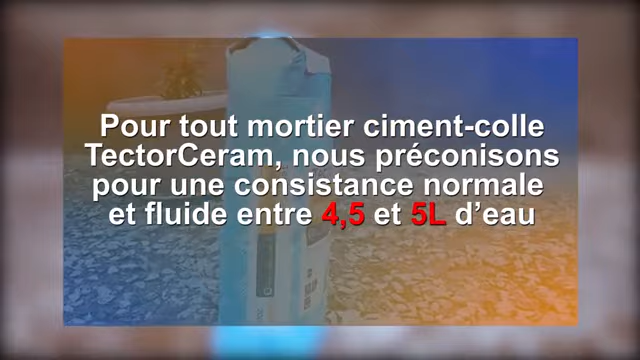 Pour tout mortier ciment-colle
TectorCeram, nous préconisons
pour une consistance normale
et fluide entre 4,5 et 5L d’eau